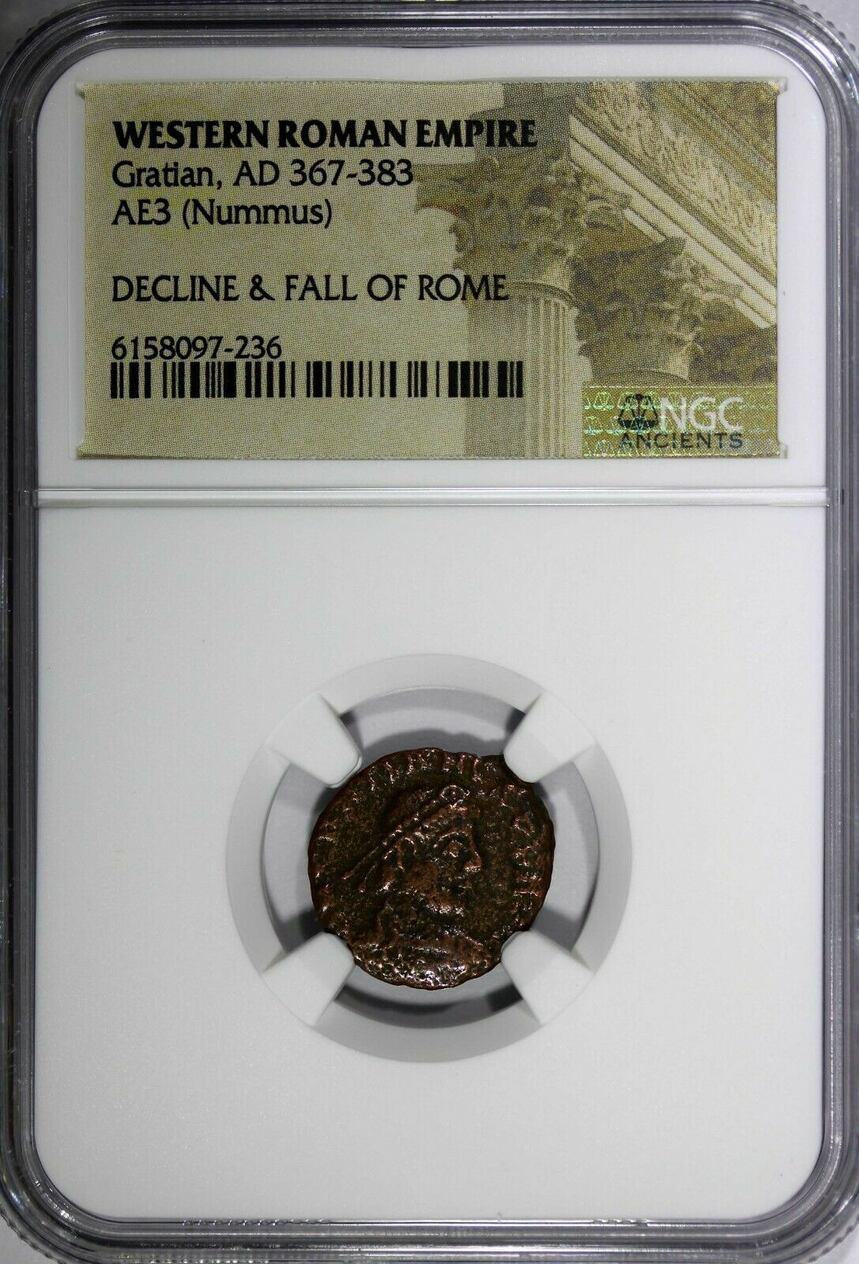 WESTERN ROMAN EMPIRE
Gratian, AD 367-383
AE3 (Nummus)
DECLINE & FALL OF ROME
6158097-236
NGC
ANCIENTS